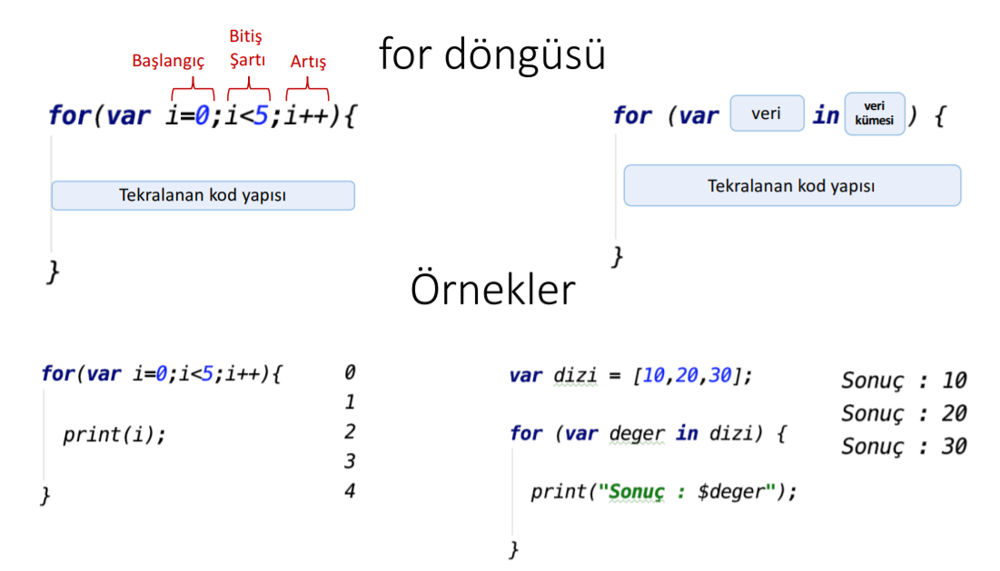 for döngüsü
Başlangıç
Bitiş
Şartı
Artış
for(var i=0;i<5;i++){
Tekralanan kod yapısı
}
for (var veri in veri kümesi) {
Tekralanan kod yapısı
}
Örnekler
for(var i=0;i<5;i++){
print(i);
}
0
1
2
3
4
var dizi = [10,20,30];
for (var deger in dizi) {
print("Sonuç : $deger");
}
Sonuç : 10
Sonuç : 20
Sonuç : 30